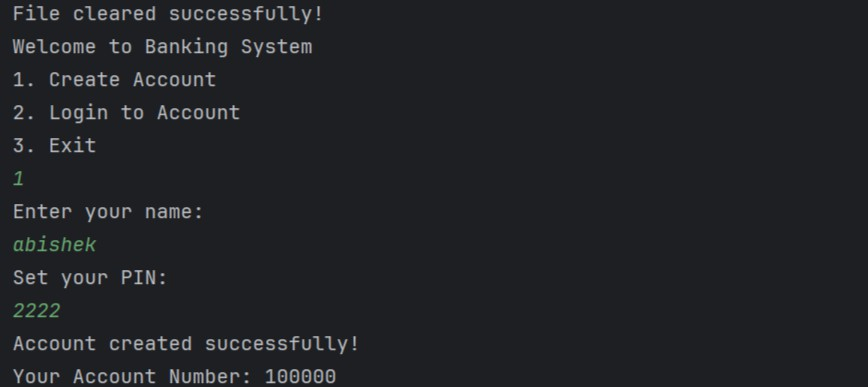 File cleared successfully!
Welcome to Banking System
1. Create Account
2. Login to Account
3. Exit
1
Enter your name:
abishek
Set your PIN:
2222
Account created successfully!
Your Account Number: 100000